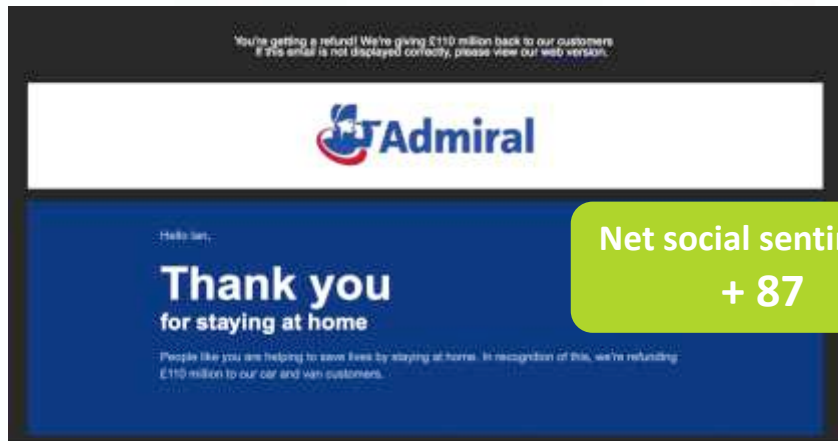 You're getting a refund! We're giving £110 million back to our customers
If this email is not displayed correctly, please view our web version.
Admiral
Hello Ian,
Net social senti
+ 87
Thank you
for staying at home
People like you are helping to save lives by staying at home. In recognition of this, we're refunding
£110 million to our car and van customers.